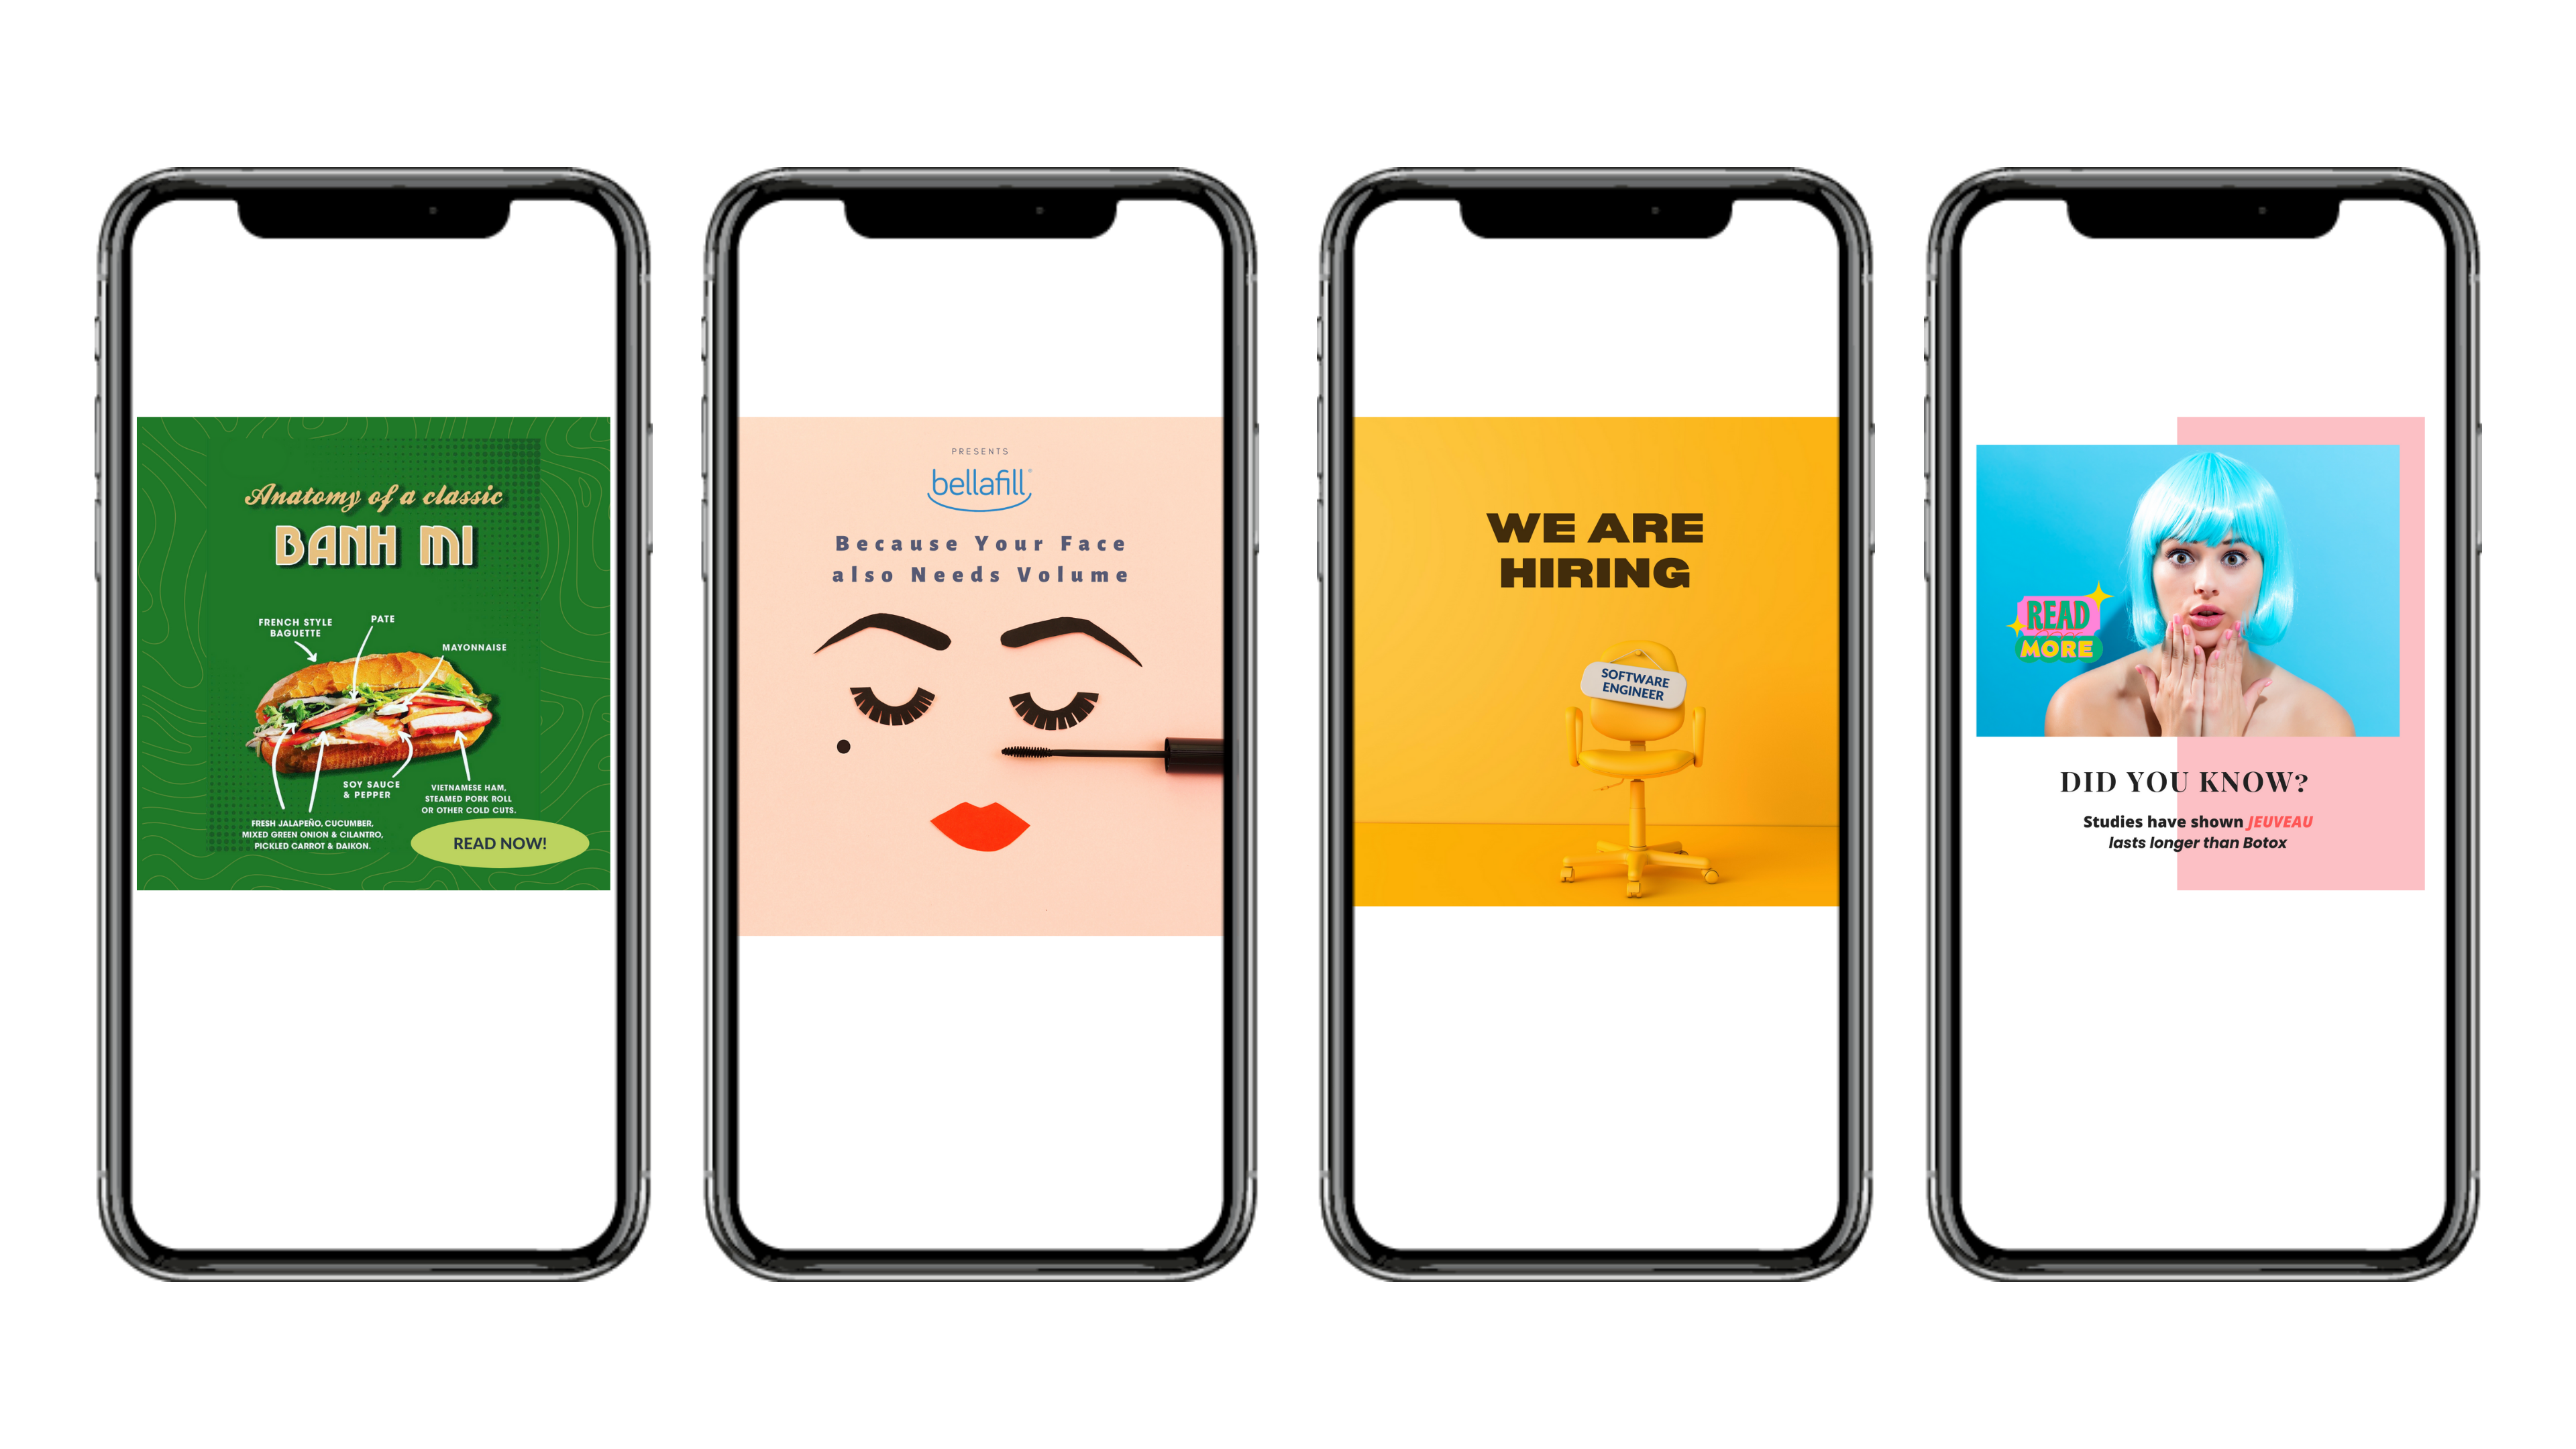 Anatomy of a classic
BANH MI
FRENCH STYLE
BAGUETTE
PATE
MAYONNAISE
SOY SAUCE
& PEPPER
VIETNAMESE HAM,
STEAMED PORK ROLL
OR OTHER COLD CUTS.
FRESH JALAPEÑO, CUCUMBER,
MIXED GREEN ONION & CILANTRO,
PICKLED CARROT & DAIKON.
READ NOW!
PRESENTS
bellafill®
Because Your Face
also Needs Volume
WE ARE
HIRING
SOFTWARE
ENGINEER
READ
MORE
DID YOU KNOW?
Studies have shown JEUVEAU
lasts longer than Botox